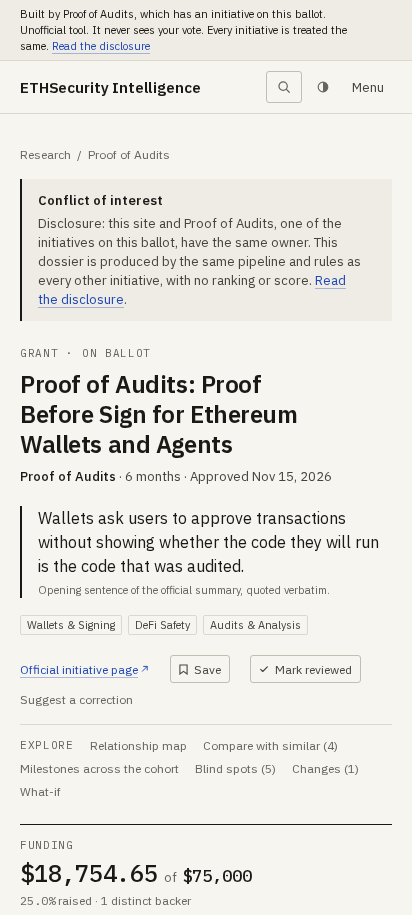 Built by Proof of Audits, which has an initiative on this ballot.
Unofficial tool. It never sees your vote. Every initiative is treated the
same. Read the disclosure
ETHSecurity Intelligence
Menu
Research / Proof of Audits
Conflict of interest
Disclosure: this site and Proof of Audits, one of the
initiatives on this ballot, have the same owner. This
dossier is produced by the same pipeline and rules as
every other initiative, with no ranking or score. Read
the disclosure.
GRANT · ON BALLOT
Proof of Audits: Proof
Before Sign for Ethereum
Wallets and Agents
Proof of Audits · 6 months · Approved Nov 15, 2026
Wallets ask users to approve transactions
without showing whether the code they will run
is the code that was audited.
Opening sentence of the official summary, quoted verbatim.
Wallets & Signing DeFi Safety Audits & Analysis
Official initiative page ↗ Save Mark reviewed
Suggest a correction
EXPLORE Relationship map Compare with similar (4)
Milestones across the cohort Blind spots (5) Changes (1)
What-if
FUNDING
$18,754.65 of $75,000
25.0% raised · 1 distinct backer